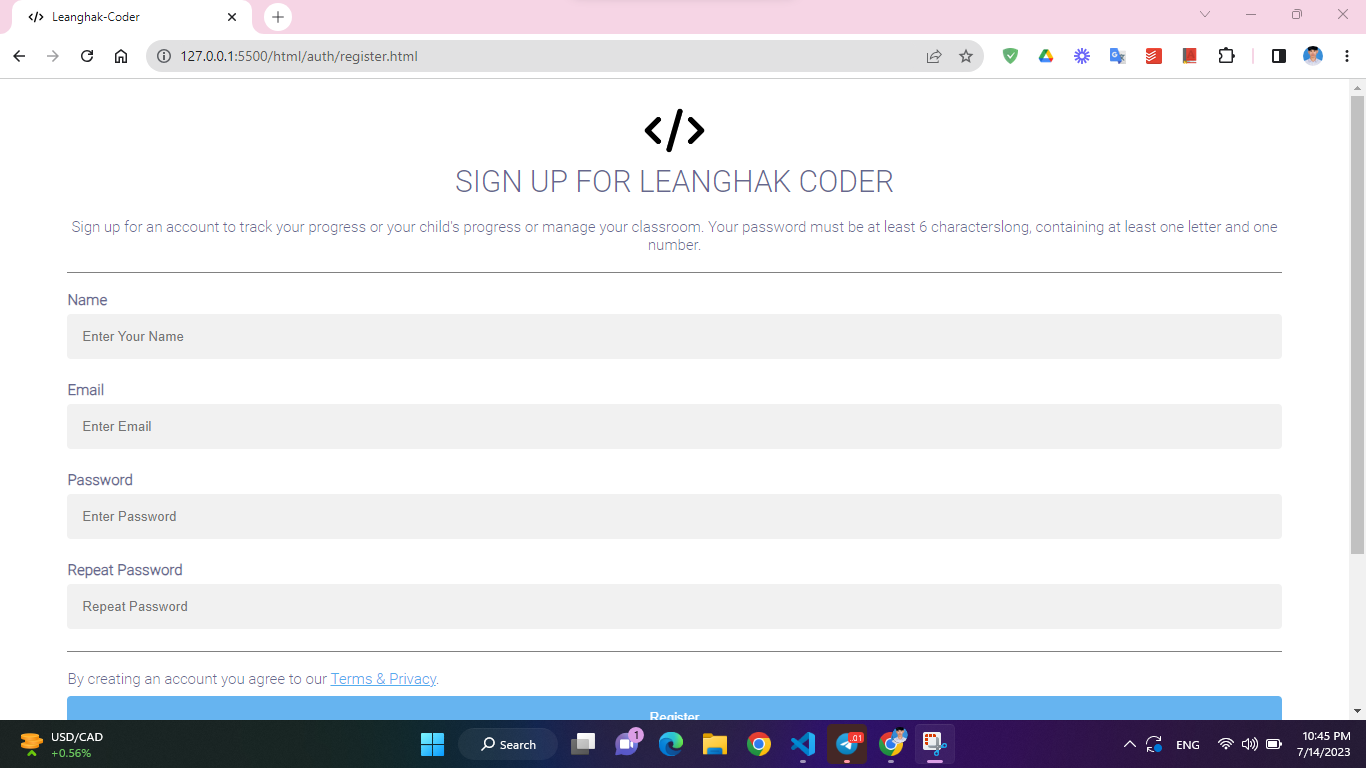 Leanghak-Coder
127.0.0.1:5500/html/auth/register.html
</>
SIGN UP FOR LEANGHAK CODER
Sign up for an account to track your progress or your child's progress or manage your classroom. Your password must be at least 6 characterslong, containing at least one letter and one
number.
Name
Enter Your Name
Email
Enter Email
Password
Enter Password
Repeat Password
Repeat Password
By creating an account you agree to our Terms & Privacy.
Register
USD/CAD
+0.56%
Search
1
.01
ENG
10:45 PM
7/14/2023